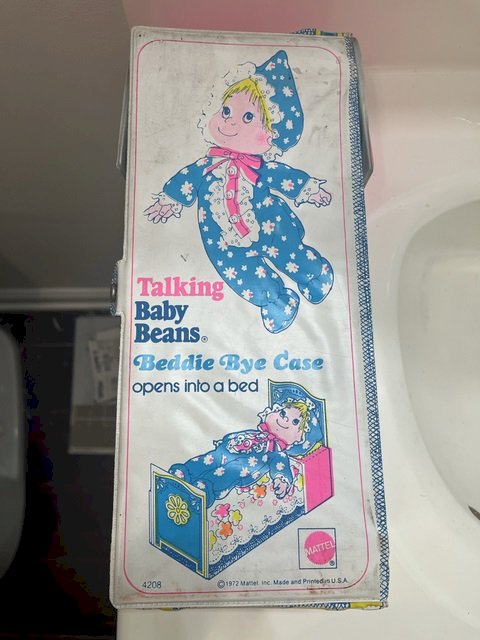 Talking
Baby
Beans®
Beddie Bye Case
opens into a bed
MATTEL
®
4208
©1972 Mattel, Inc. Made and Printed in U.S.A.